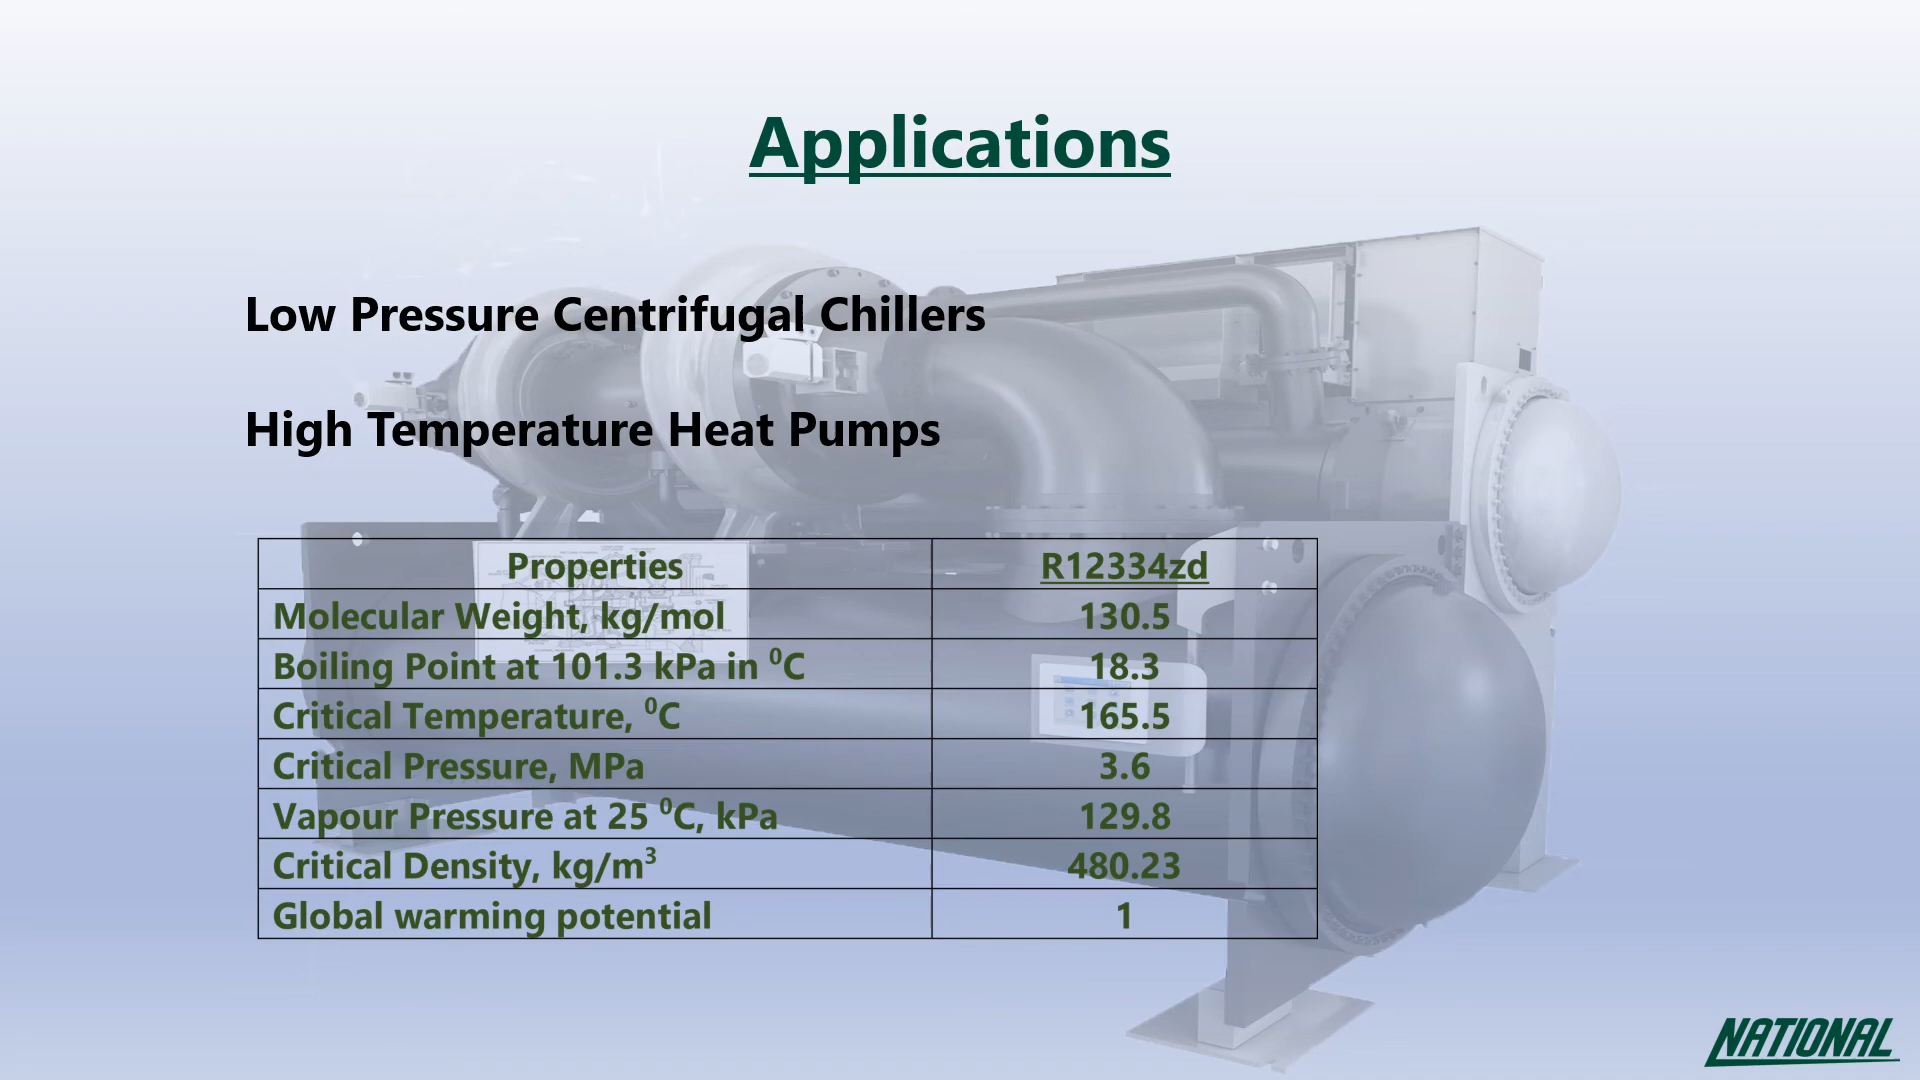 Applications
Low Pressure Centrifugal Chillers
High Temperature Heat Pumps
Properties R12334zd
Molecular Weight, kg/mol 130.5
Boiling Point at 101.3 kPa in ⁰C 18.3
Critical Temperature, ⁰C 165.5
Critical Pressure, MPa 3.6
Vapour Pressure at 25 ⁰C, kPa 129.8
Critical Density, kg/m³ 480.23
Global warming potential 1
NATIONAL